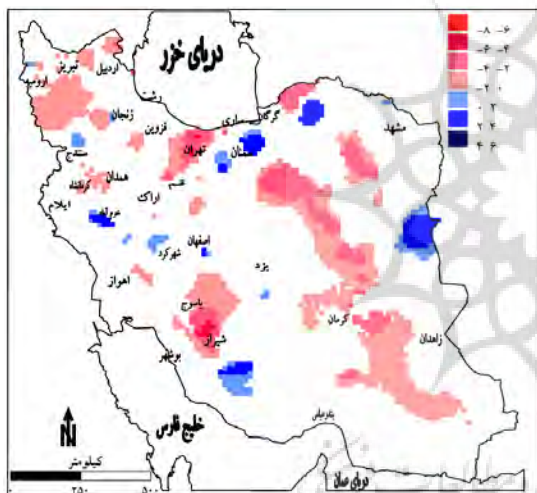 دریای خزر
-۸ -۶
-۶ -۴
-۴ -۲
-۲ ۰
۰ ۲
۲ ۴
۴ ۶
اردبیل
تبریز
ارومیه
رشت
زنجان
قزوین
گرگان
ساری
مشهد
تهران
سمنان
سنندج
همدان
کرمانشاه
قم
اراک
ایلام
خرم‌آباد
اصفهان
شهرکرد
یزد
اهواز
یاسوج
کرمان
زاهدان
شیراز
بوشهر
خلیج فارس
بندرعباس
N
کیلومتر
۲۵۰ ۵۰۰
دریای عمان